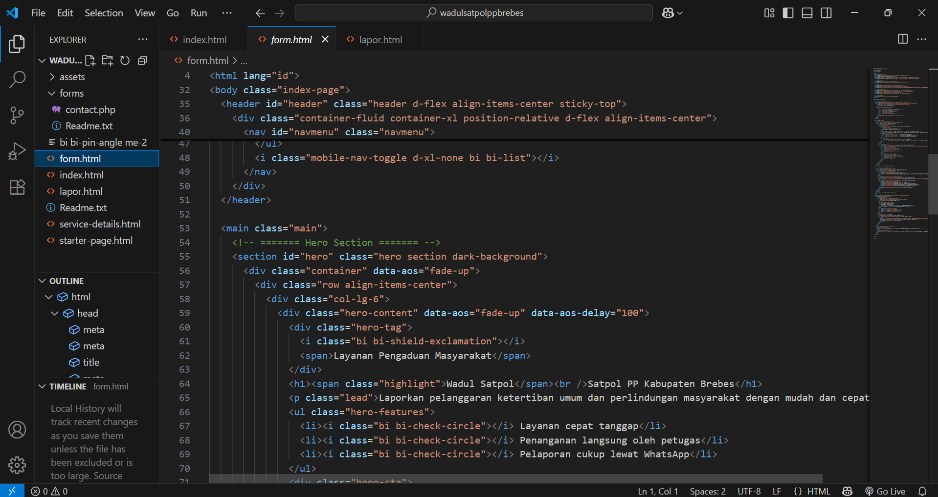 File Edit Selection View Go Run ··· wadulsatpolppbrebes
EXPLORER ···
index.html form.html lapor.html
WADU...
form.html > ...
assets
forms
contact.php
Readme.txt
bi bi-pin-angle me-2
form.html
index.html
lapor.html
Readme.txt
service-details.html
starter-page.html
OUTLINE
html
head
meta
meta
title
TIMELINE form.html
Local History will
track recent changes
as you save them
unless the file has
been excluded or is
too large. Source
4 <html lang="id">
32 <body class="index-page">
35 <header id="header" class="header d-flex align-items-center sticky-top">
36 <div class="container-fluid container-xl position-relative d-flex align-items-center">
40 <nav id="navmenu" class="navmenu">
47 </ul>
48 <i class="mobile-nav-toggle d-xl-none bi bi-list"></i>
49 </nav>
50 </div>
51 </header>
52
53 <main class="main">
54 <!-- ======= Hero Section ======= -->
55 <section id="hero" class="hero section dark-background">
56 <div class="container" data-aos="fade-up">
57 <div class="row align-items-center">
58 <div class="col-lg-6">
59 <div class="hero-content" data-aos="fade-up" data-aos-delay="100">
60 <div class="hero-tag">
61 <i class="bi bi-shield-exclamation"></i>
62 <span>Layanan Pengaduan Masyarakat</span>
63 </div>
64 <h1><span class="highlight">Wadul Satpol</span><br />Satpol PP Kabupaten Brebes</h1>
65 <p class="lead">Laporkan pelanggaran ketertiban umum dan perlindungan masyarakat dengan mudah dan cepat
66 <ul class="hero-features">
67 <li><i class="bi bi-check-circle"></i> Layanan cepat tanggap</li>
68 <li><i class="bi bi-check-circle"></i> Penanganan langsung oleh petugas</li>
69 <li><i class="bi bi-check-circle"></i> Pelaporan cukup lewat WhatsApp</li>
70 </ul>
71 <div class="hero-cta">
0 0 Ln 1, Col 1 Spaces: 2 UTF-8 LF {} HTML Go Live